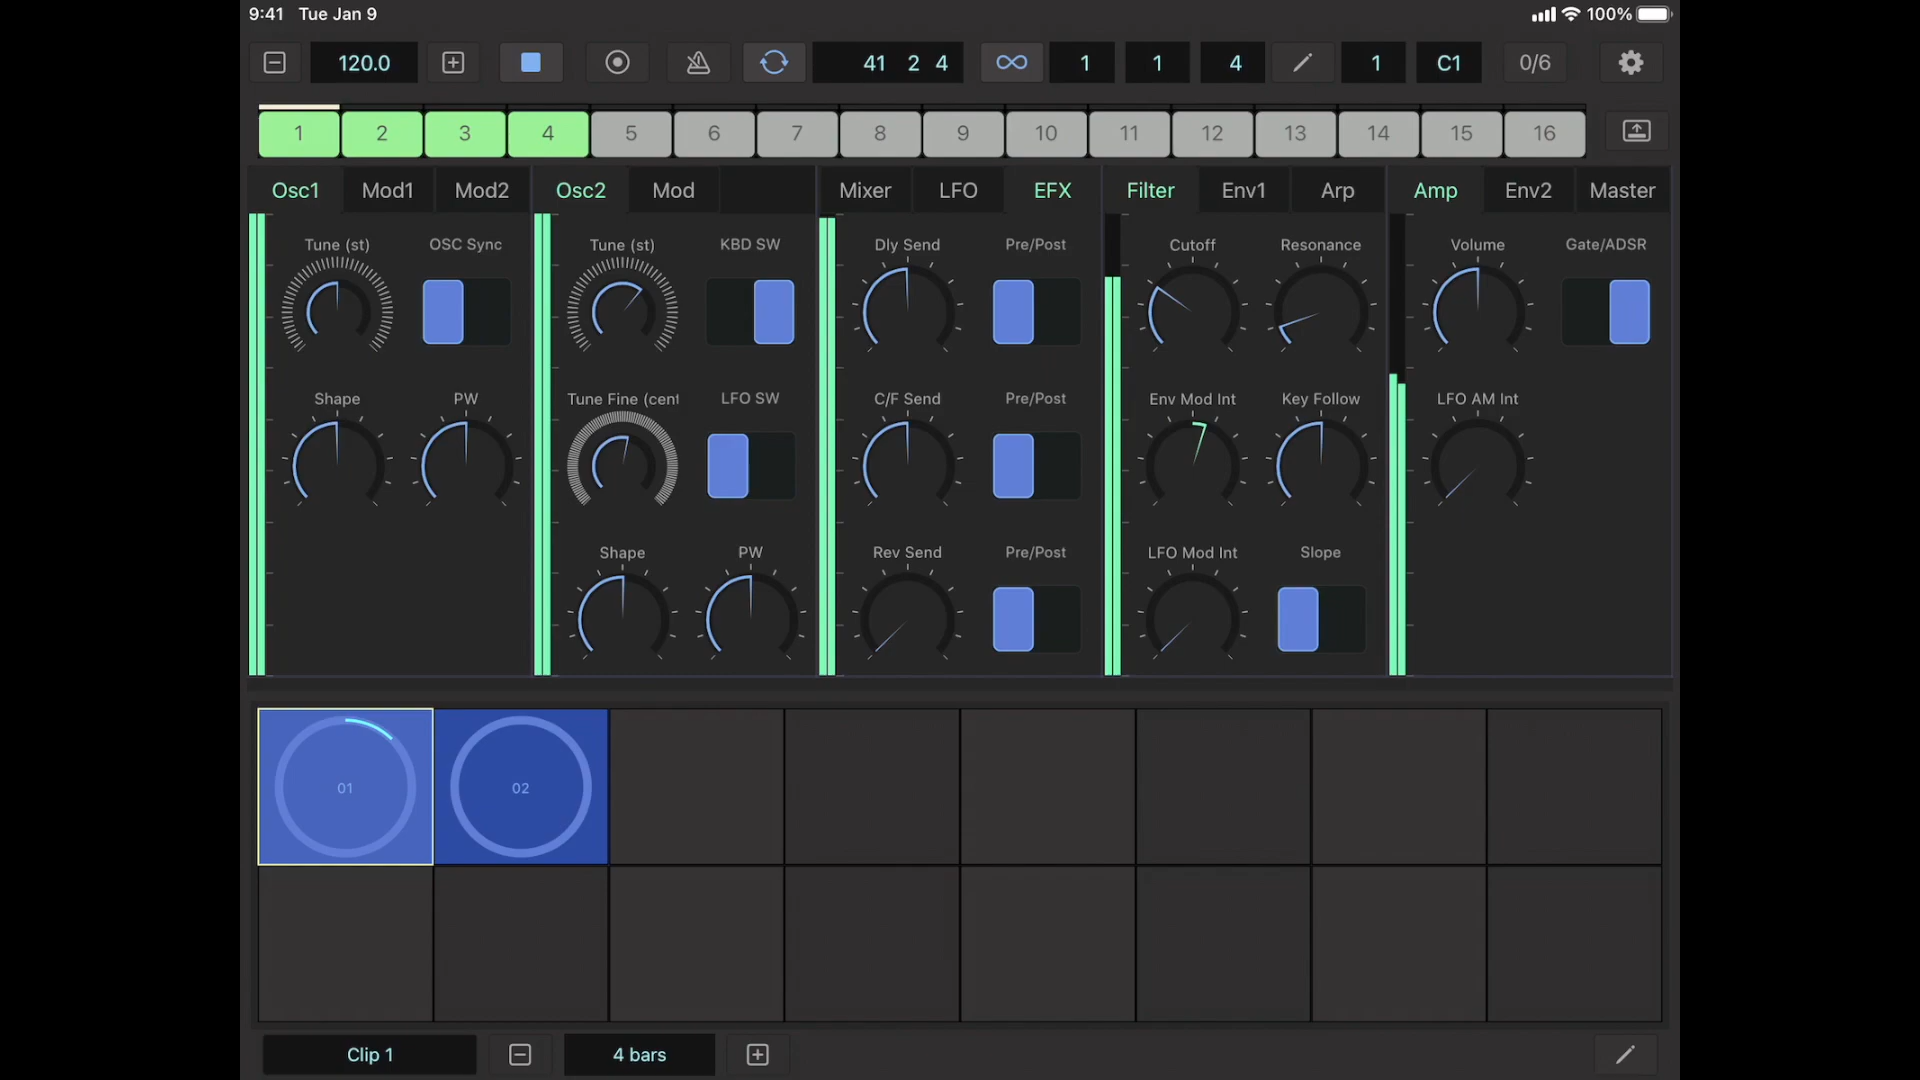 9:41 Tue Jan 9 100%
120.0 41 2 4 1 1 4 1 C1 0/6
1 2 3 4 5 6 7 8 9 10 11 12 13 14 15 16
Osc1 Mod1 Mod2 Osc2 Mod Mixer LFO EFX Filter Env1 Arp Amp Env2 Master
Tune (st) OSC Sync Tune (st) KBD SW Dly Send Pre/Post Cutoff Resonance Volume Gate/ADSR
Shape PW Tune Fine (cent LFO SW C/F Send Pre/Post Env Mod Int Key Follow LFO AM Int
Shape PW Rev Send Pre/Post LFO Mod Int Slope
01 02
Clip 1 4 bars